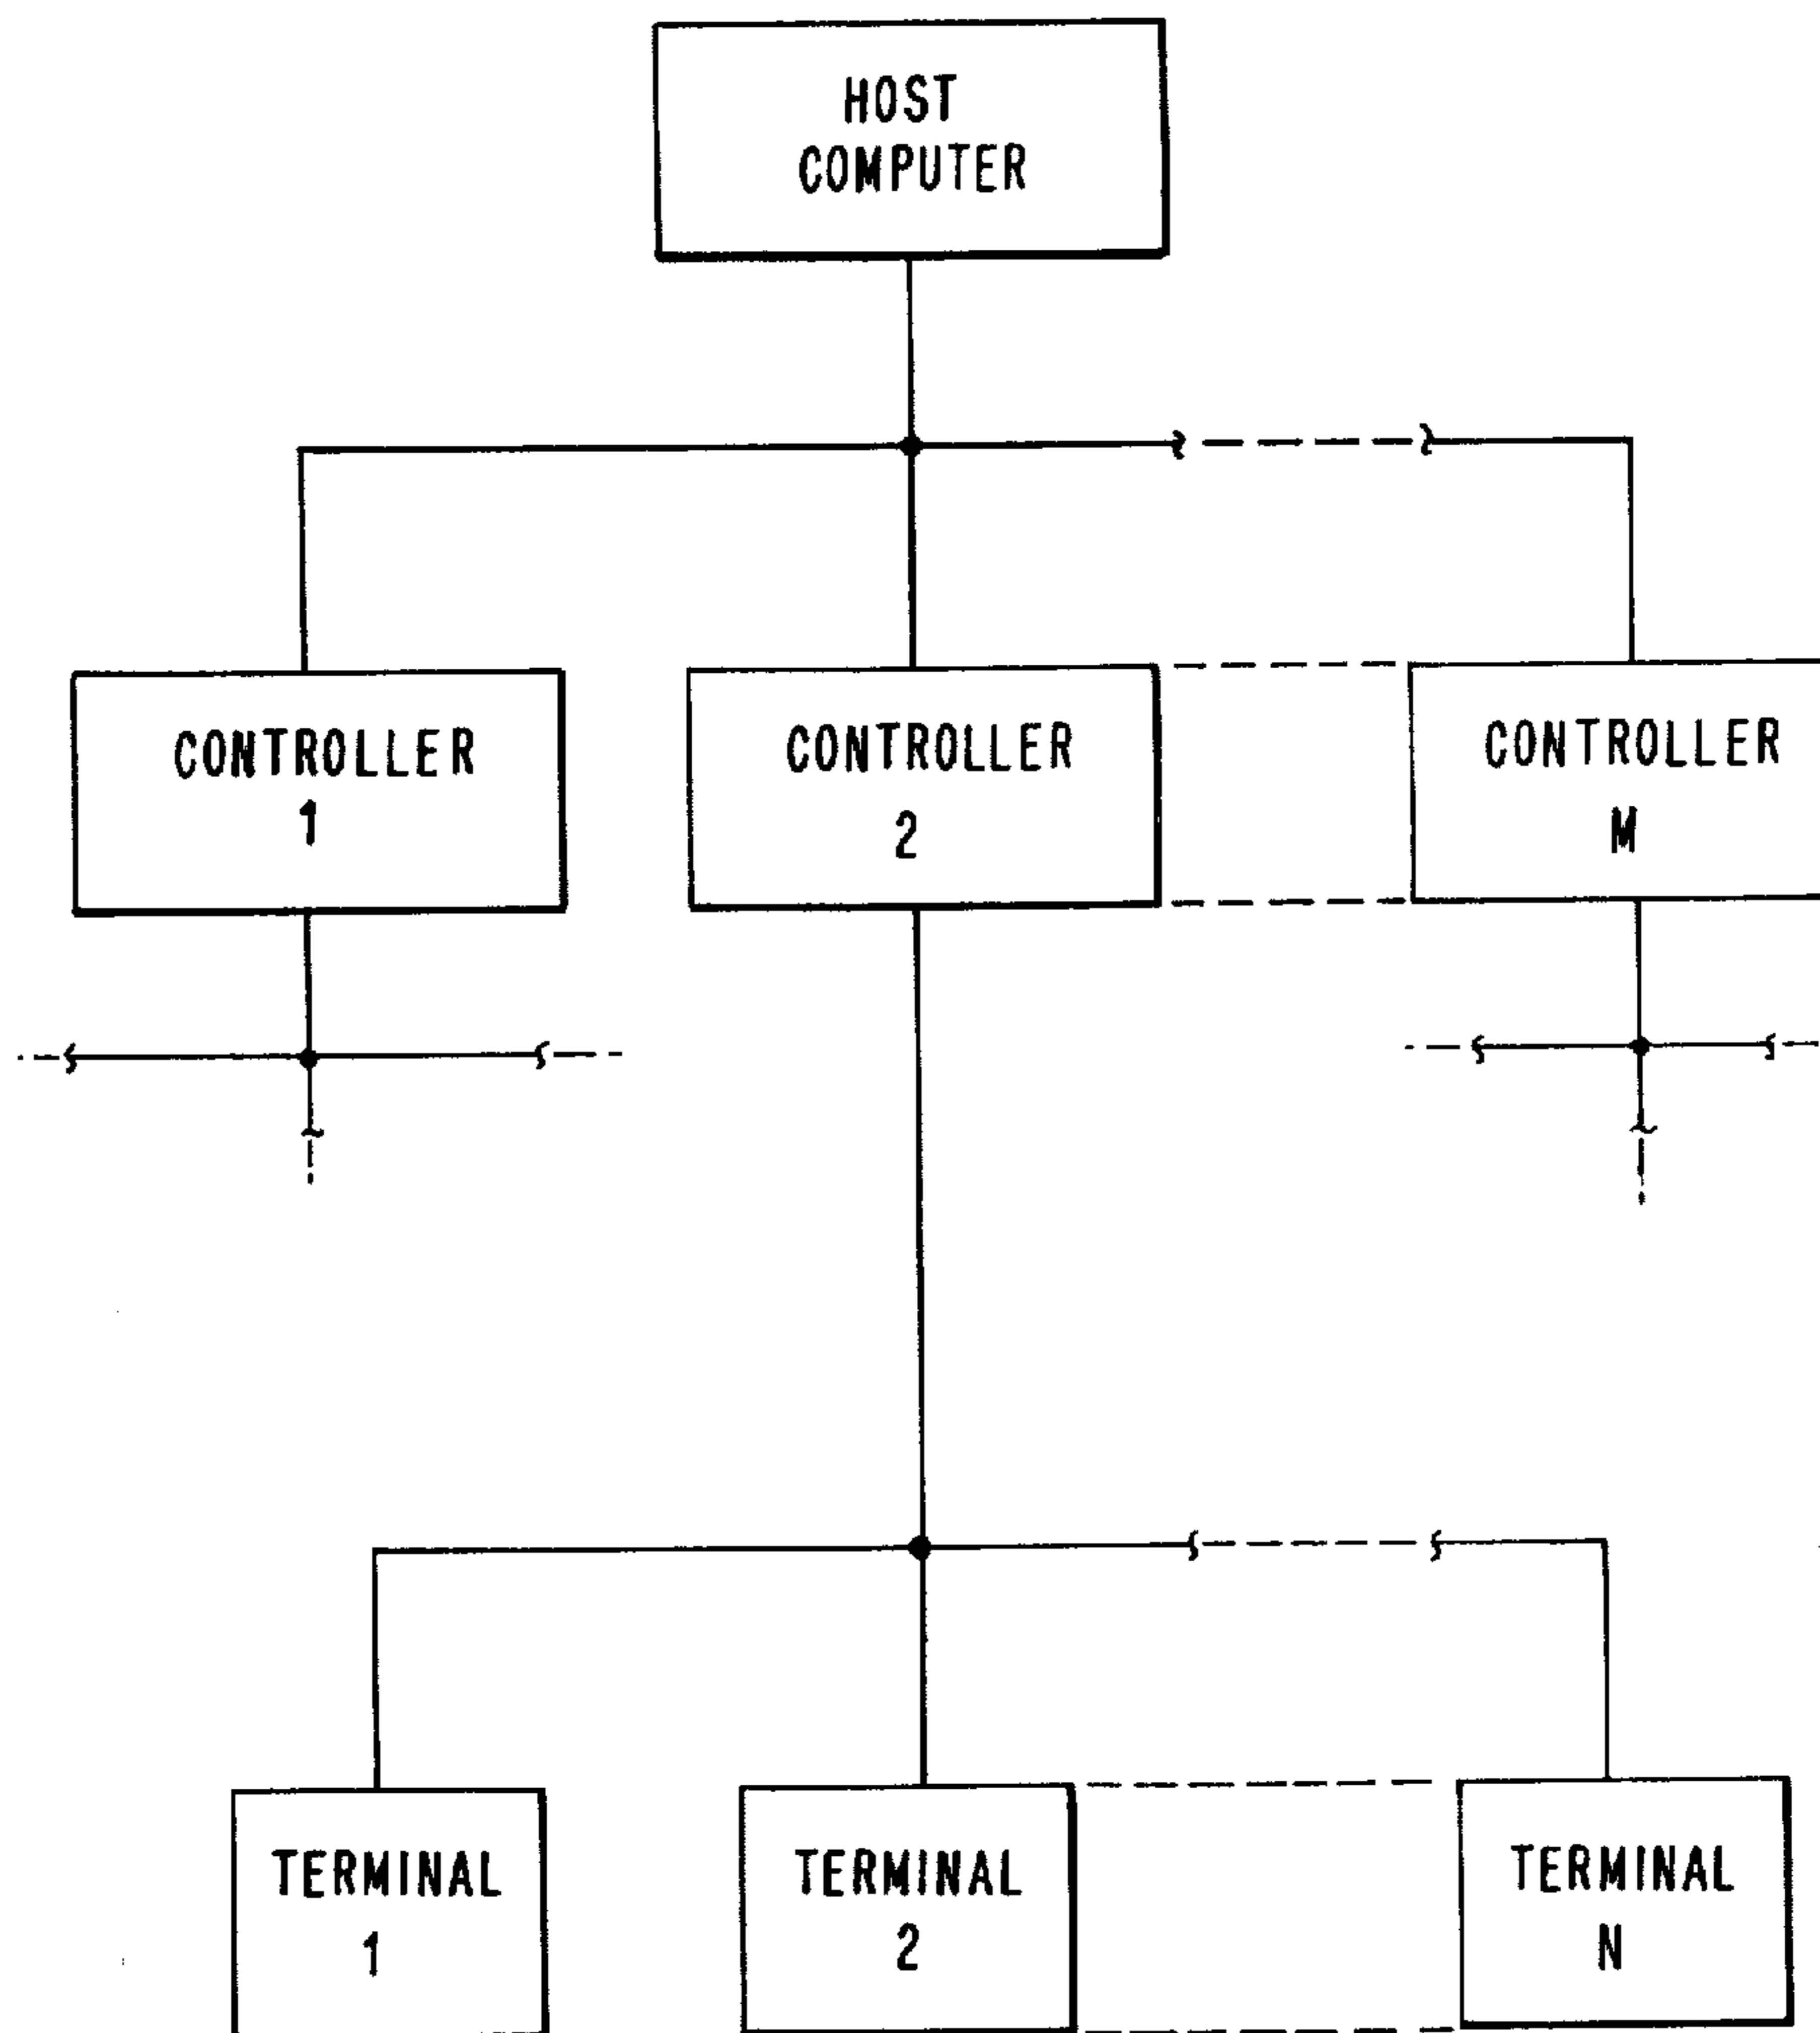 HOST
COMPUTER
CONTROLLER
1
CONTROLLER
2
CONTROLLER
M
TERMINAL
1
TERMINAL
2
TERMINAL
N